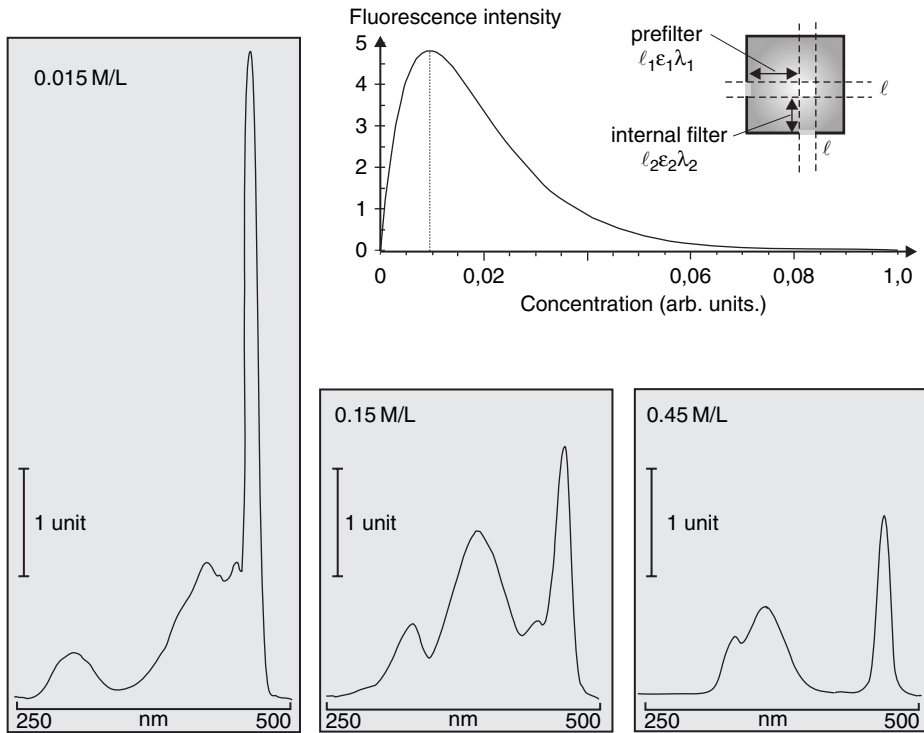 Fluorescence intensity
5
4
3
2
1
0
0 0,02 0,06 0,08 1,0
Concentration (arb. units.)
prefilter
ℓ₁ε₁λ₁
ℓ
internal filter
ℓ₂ε₂λ₂
ℓ
0.015 M/L
1 unit
250 nm 500
0.15 M/L
1 unit
250 nm 500
0.45 M/L
1 unit
250 nm 500